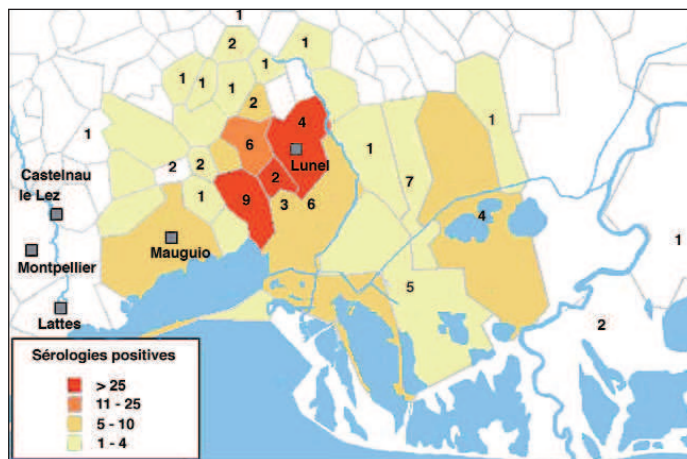 1
2
1
1
1
1
1
2
1
4
1
1
6
Lunel
2
2
2
Castelnau
le Lez
1
9
3
6
7
4
Mauguio
Montpellier
1
Lattes
5
2
Sérologies positives
> 25
11 - 25
5 - 10
1 - 4